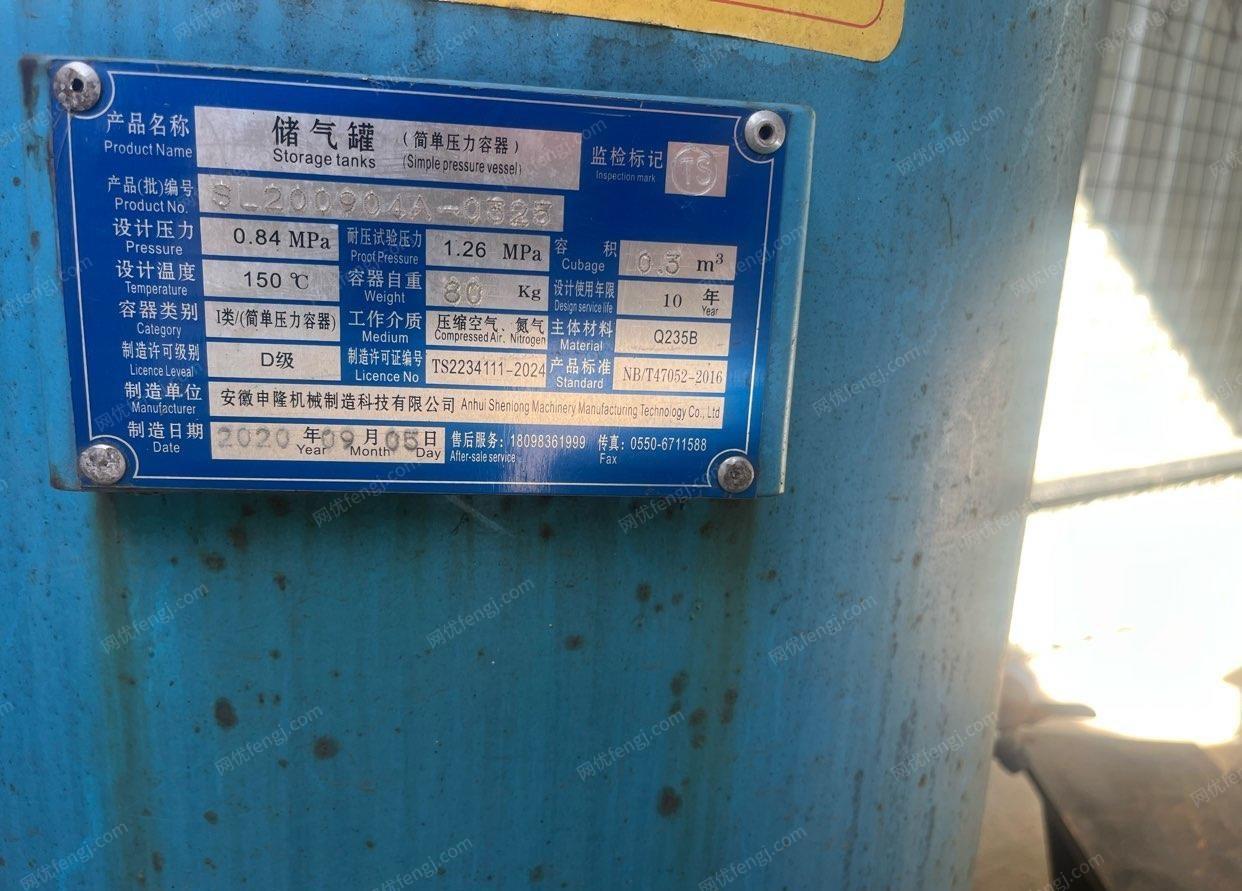 产品名称 储气罐 (简单压力容器) 监检标记 TS
Product Name Storage tanks (Simple pressure vessel) Inspection mark
产品(批)编号 SL200904A-0323
Product No.
设计压力 0.84 MPa 耐压试验压力 1.26 MPa 容积 0.3 m³
Pressure Proof Pressure Cubage
设计温度 150 ℃ 容器自重 80 Kg 设计使用年限 10 年
Temperature Weight Design service life Year
容器类别 I类/(简单压力容器) 工作介质 压缩空气、氮气 主体材料 Q235B
Category Medium Compressed Air、Nitrogen Material
制造许可级别 D级 制造许可证编号 TS2234111-2024 产品标准 NB/T47052-2016
Licence Leveal Licence No Standard
制造单位 安徽申隆机械制造科技有限公司 Anhui Shenlong Machinery Manufacturing Technology Co., Ltd
Manufacturer
制造日期 2020 年 09 月 05 日 售后服务: 18098361999 传真: 0550-6711588
Date Year Month Day After-sale service Fax
网优fengj.com